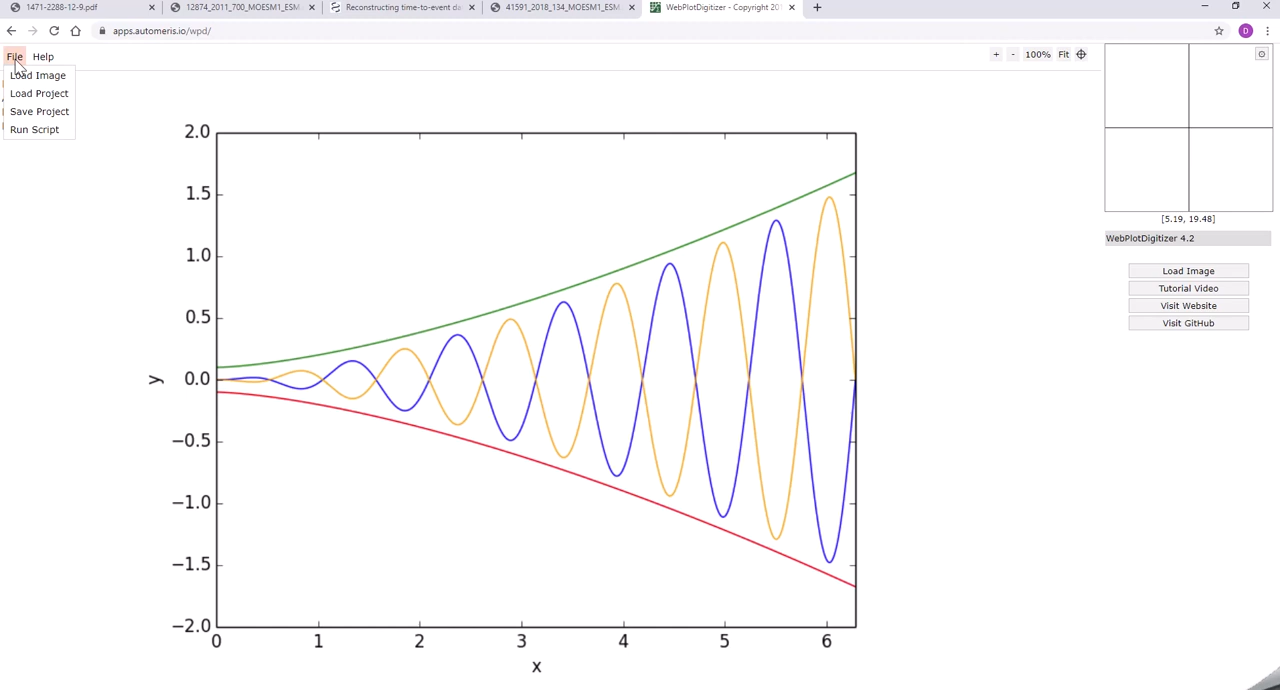 1471-2288-12-9.pdf
12874_2011_700_MOESM1_ESM
Reconstructing time-to-event da
41591_2018_134_MOESM1_ESM
WebPlotDigitizer - Copyright 20
apps.automeris.io/wpd/
D
File Help
+ - 100% Fit
Load Image
Load Project
Save Project
Run Script
[5.19, 19.48]
WebPlotDigitizer 4.2
Load Image
Tutorial Video
Visit Website
Visit GitHub
2.0
1.5
1.0
0.5
0.0
−0.5
−1.0
−1.5
−2.0
y
0 1 2 3 4 5 6
x